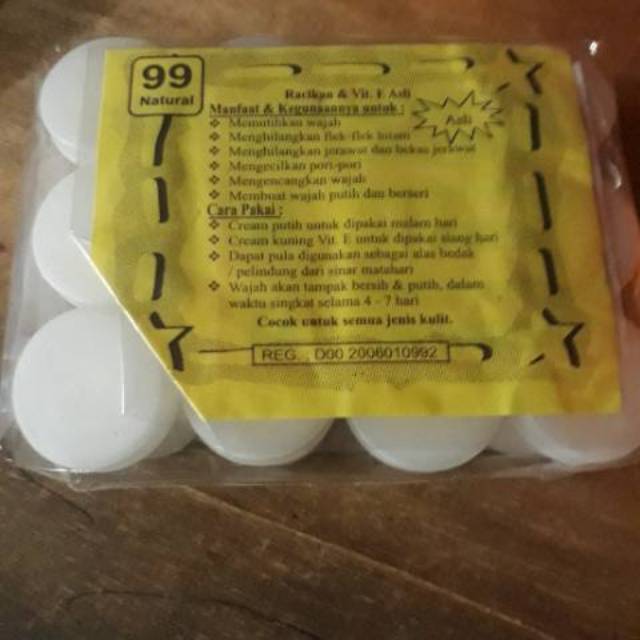 99
Natural
Racikan & Vit. E Asli
Manfaat & Kegunaannya untuk :
Asli
❖ Memutihkan wajah
❖ Menghilangkan flek-flek hitam
❖ Menghilangkan jerawat dan bekas jerawat
❖ Mengecilkan pori-pori
❖ Mengencangkan wajah
❖ Membuat wajah putih dan berseri
Cara Pakai :
❖ Cream putih untuk dipakai malam hari
❖ Cream kuning Vit. E untuk dipakai siang hari
❖ Dapat pula digunakan sebagai alas bedak
/ pelindung dari sinar matahari
❖ Wajah akan tampak bersih & putih, dalam
waktu singkat selama 4 - 7 hari
Cocok untuk semua jenis kulit.
REG. . D00 2006010992